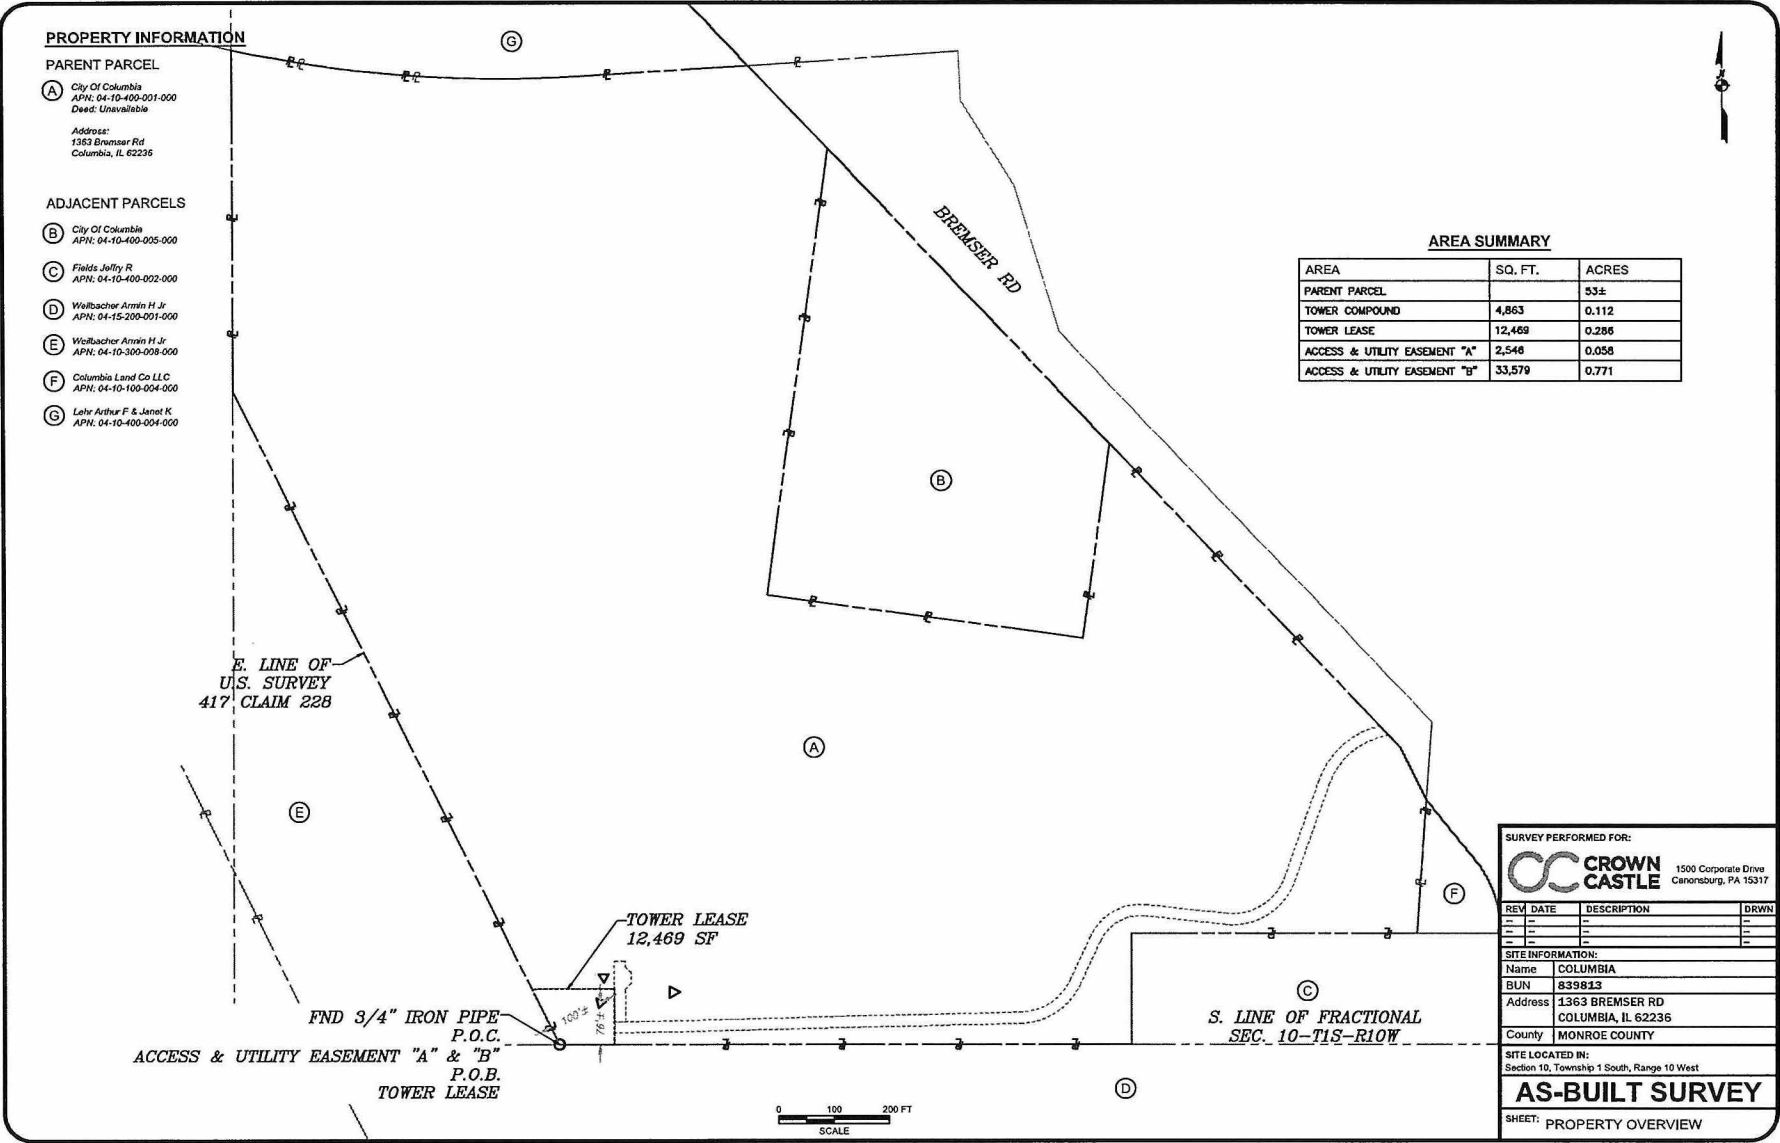 PROPERTY INFORMATION
PARENT PARCEL
A
City Of Columbia
APN: 04-10-400-001-000
Deed: Unavailable
Address:
1363 Bremser Rd
Columbia, IL 62236
ADJACENT PARCELS
B
City Of Columbia
APN: 04-10-400-005-000
C
Fields Jeffry R
APN: 04-10-400-002-000
D
Weilbacher Armin H Jr
APN: 04-15-200-001-000
E
Weilbacher Armin H Jr
APN: 04-10-300-008-000
F
Columbia Land Co LLC
APN: 04-10-100-004-000
G
Lehr Arthur F & Janet K
APN: 04-10-400-004-000
G
N
BREMSER RD
AREA SUMMARY
AREA SQ. FT. ACRES
PARENT PARCEL 53±
TOWER COMPOUND 4,863 0.112
TOWER LEASE 12,469 0.286
ACCESS & UTILITY EASEMENT "A" 2,546 0.058
ACCESS & UTILITY EASEMENT "B" 33,579 0.771
B
E. LINE OF
U.S. SURVEY
417 CLAIM 228
A
E
TOWER LEASE
12,469 SF
100'±
76'±
FND 3/4" IRON PIPE
P.O.C.
ACCESS & UTILITY EASEMENT "A" & "B"
P.O.B.
TOWER LEASE
F
C
S. LINE OF FRACTIONAL
SEC. 10-T1S-R10W
D
0 100 200 FT
SCALE
SURVEY PERFORMED FOR:
CROWN
CASTLE
1500 Corporate Drive
Canonsburg, PA 15317
REV DATE DESCRIPTION DRWN
- - - -
- - - -
- - - -
SITE INFORMATION:
Name COLUMBIA
BUN 839813
Address 1363 BREMSER RD
COLUMBIA, IL 62236
County MONROE COUNTY
SITE LOCATED IN:
Section 10, Township 1 South, Range 10 West
AS-BUILT SURVEY
SHEET: PROPERTY OVERVIEW